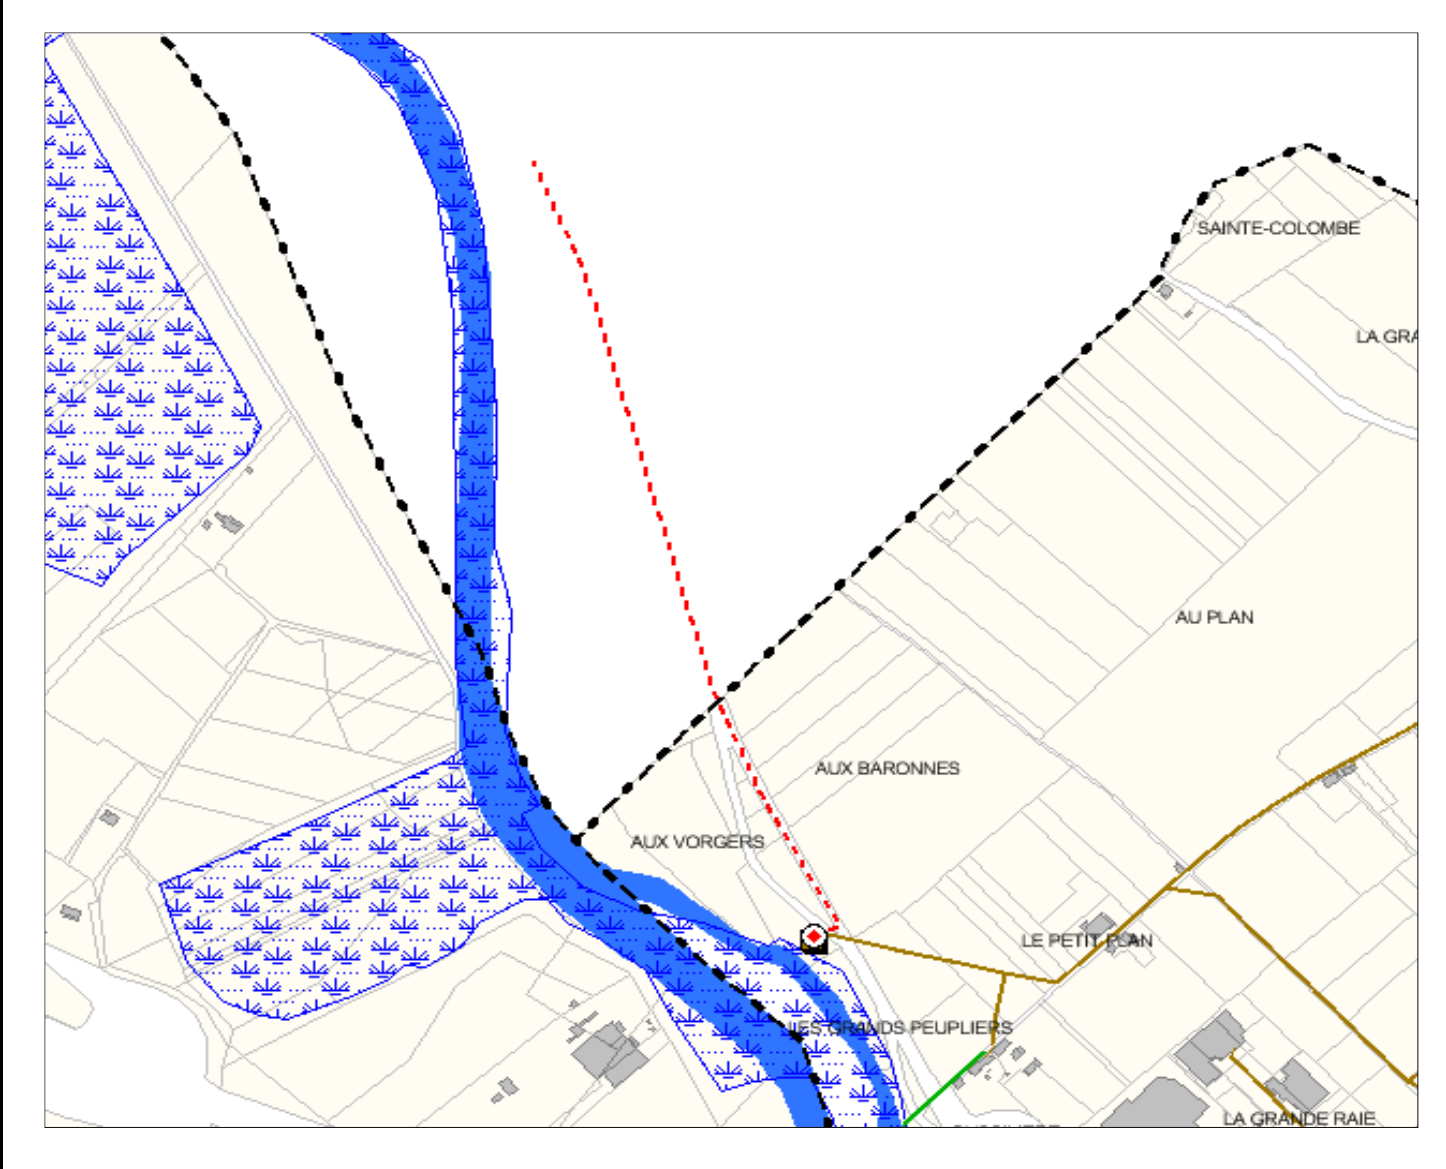 SAINTE-COLOMBE
LA GRA
AU PLAN
AUX BARONNES
AUX VORGERS
LE PETIT PLAN
LES GRANDS PEUPLIERS
LA GRANDE RAIE